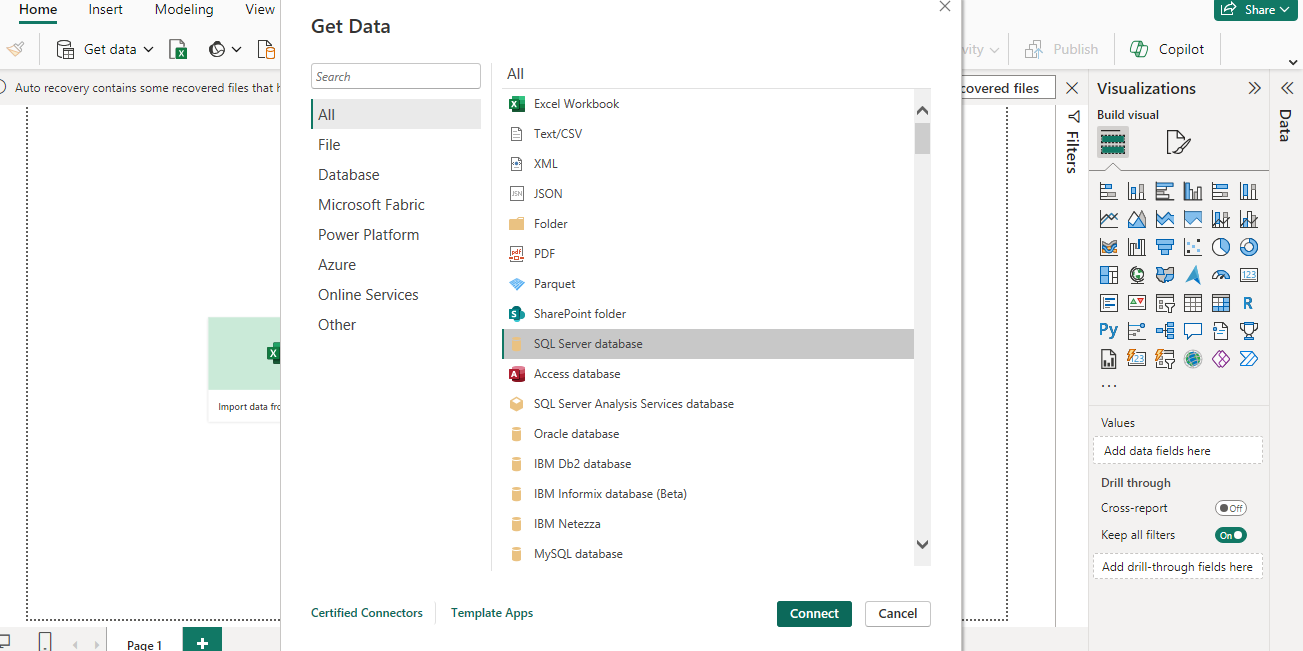 Home Insert Modeling View
Share
Get data
Publish
Copilot
Auto recovery contains some recovered files that
covered files
Import data
Page 1
Get Data
Search
All
File
Database
Microsoft Fabric
Power Platform
Azure
Online Services
Other
All
Excel Workbook
Text/CSV
XML
JSON
Folder
PDF
Parquet
SharePoint folder
SQL Server database
Access database
SQL Server Analysis Services database
Oracle database
IBM Db2 database
IBM Informix database (Beta)
IBM Netezza
MySQL database
Certified Connectors
Template Apps
Connect
Cancel
Filters
Visualizations
Build visual
123
R
Py
123
...
Values
Add data fields here
Drill through
Cross-report
Off
Keep all filters
On
Add drill-through fields here
Data